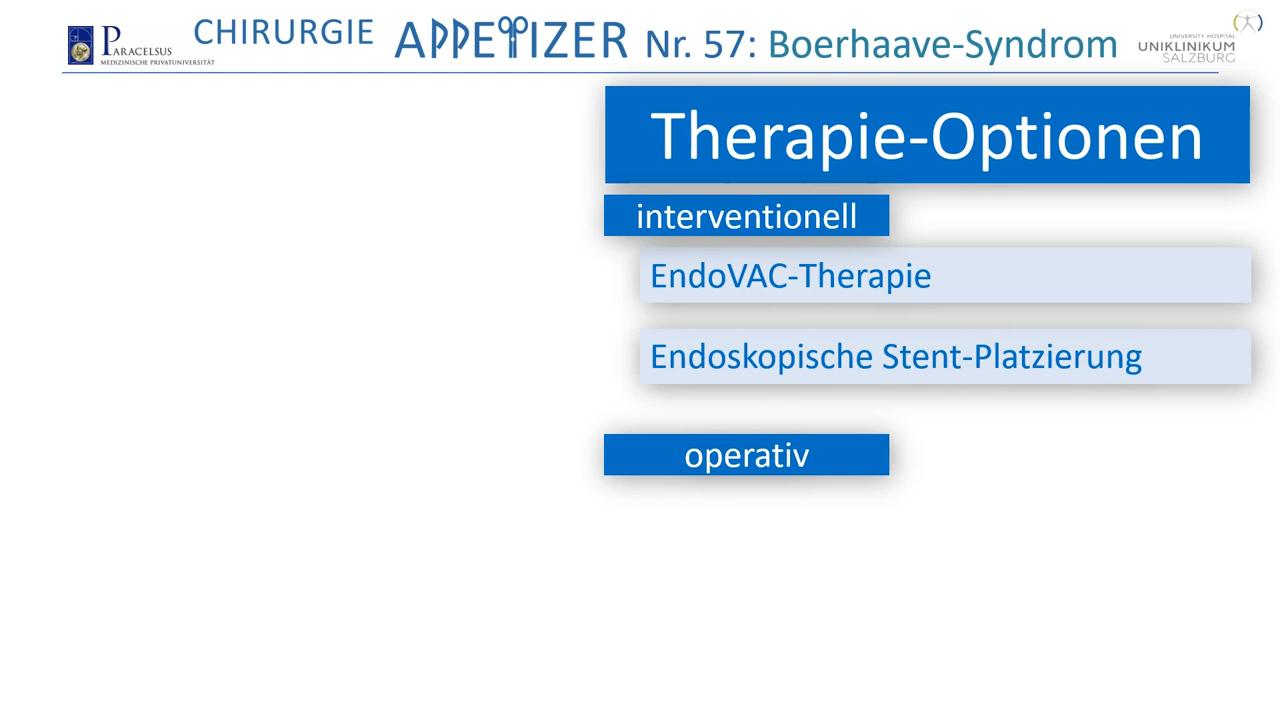 PARACELSUS
MEDIZINISCHE PRIVATUNIVERSITÄT
CHIRURGIE APPETIZER Nr. 57: Boerhaave-Syndrom
UNIVERSITY HOSPITAL
UNIKLINIKUM
SALZBURG
Therapie-Optionen
interventionell
EndoVAC-Therapie
Endoskopische Stent-Platzierung
operativ